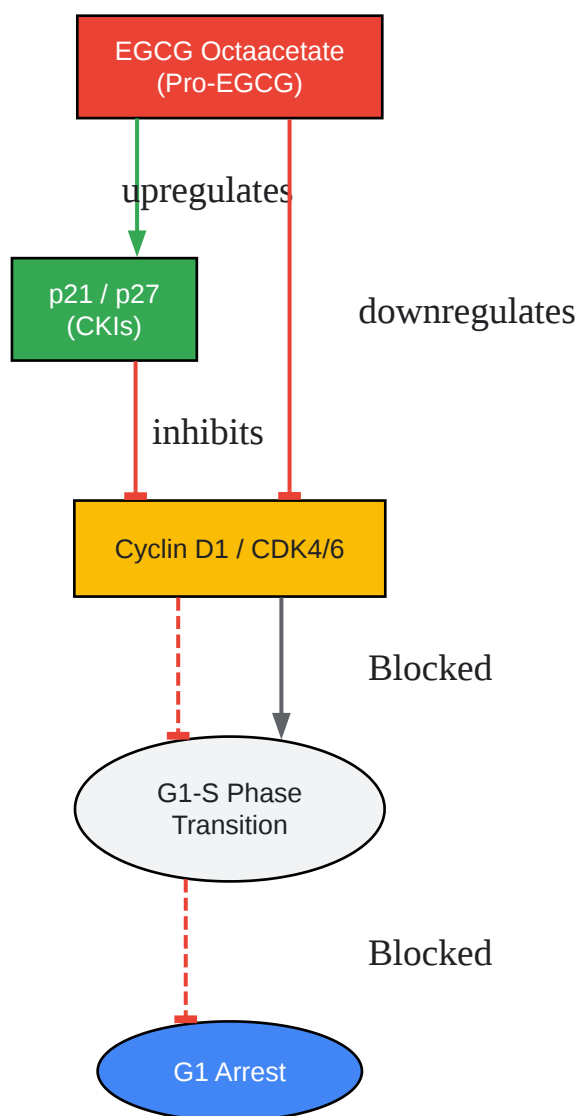 EGCG Octaacetate
(Pro-EGCG)
upregulates
p21 / p27
(CKIs)
downregulates
inhibits
Cyclin D1 / CDK4/6
Blocked
G1-S Phase
Transition
Blocked
G1 Arrest